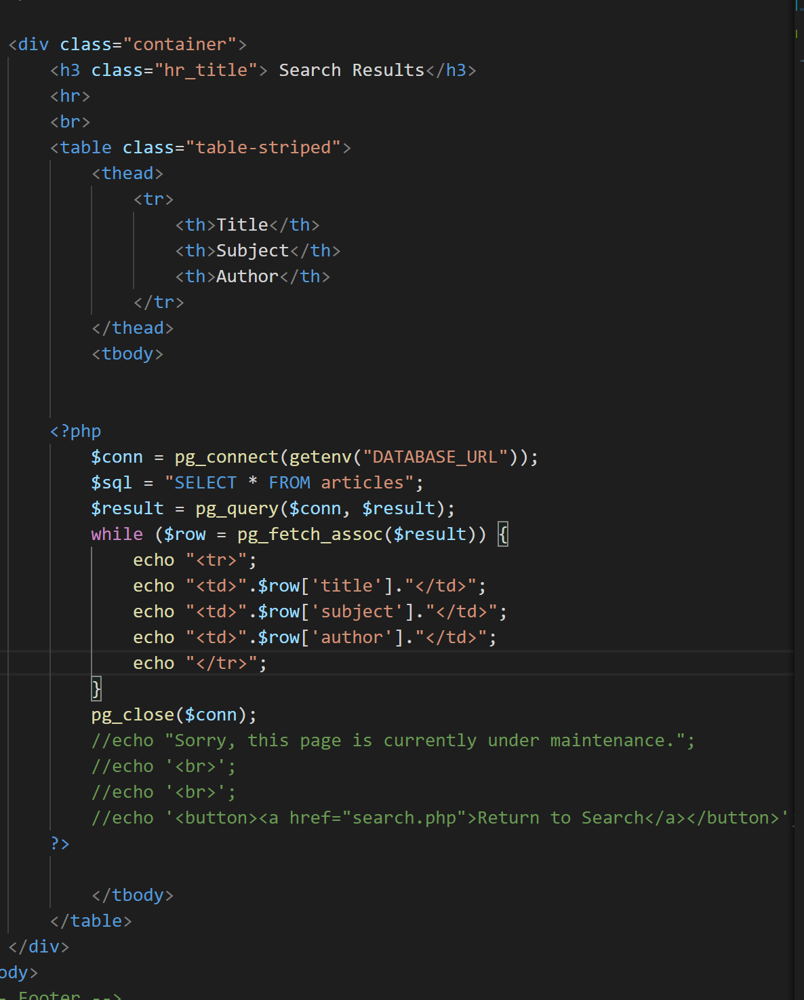 <div class="container">
<h3 class="hr_title"> Search Results</h3>
<hr>
<br>
<table class="table-striped">
<thead>
<tr>
<th>Title</th>
<th>Subject</th>
<th>Author</th>
</tr>
</thead>
<tbody>
<?php
$conn = pg_connect(getenv("DATABASE_URL"));
$sql = "SELECT * FROM articles";
$result = pg_query($conn, $result);
while ($row = pg_fetch_assoc($result)) {
echo "<tr>";
echo "<td>".$row['title']."</td>";
echo "<td>".$row['subject']."</td>";
echo "<td>".$row['author']."</td>";
echo "</tr>";
}
pg_close($conn);
//echo "Sorry, this page is currently under maintenance.";
//echo '<br>';
//echo '<br>';
//echo '<button><a href="search.php">Return to Search</a></button>';
?>
</tbody>
</table>
</div>
ody>
- Footer -->